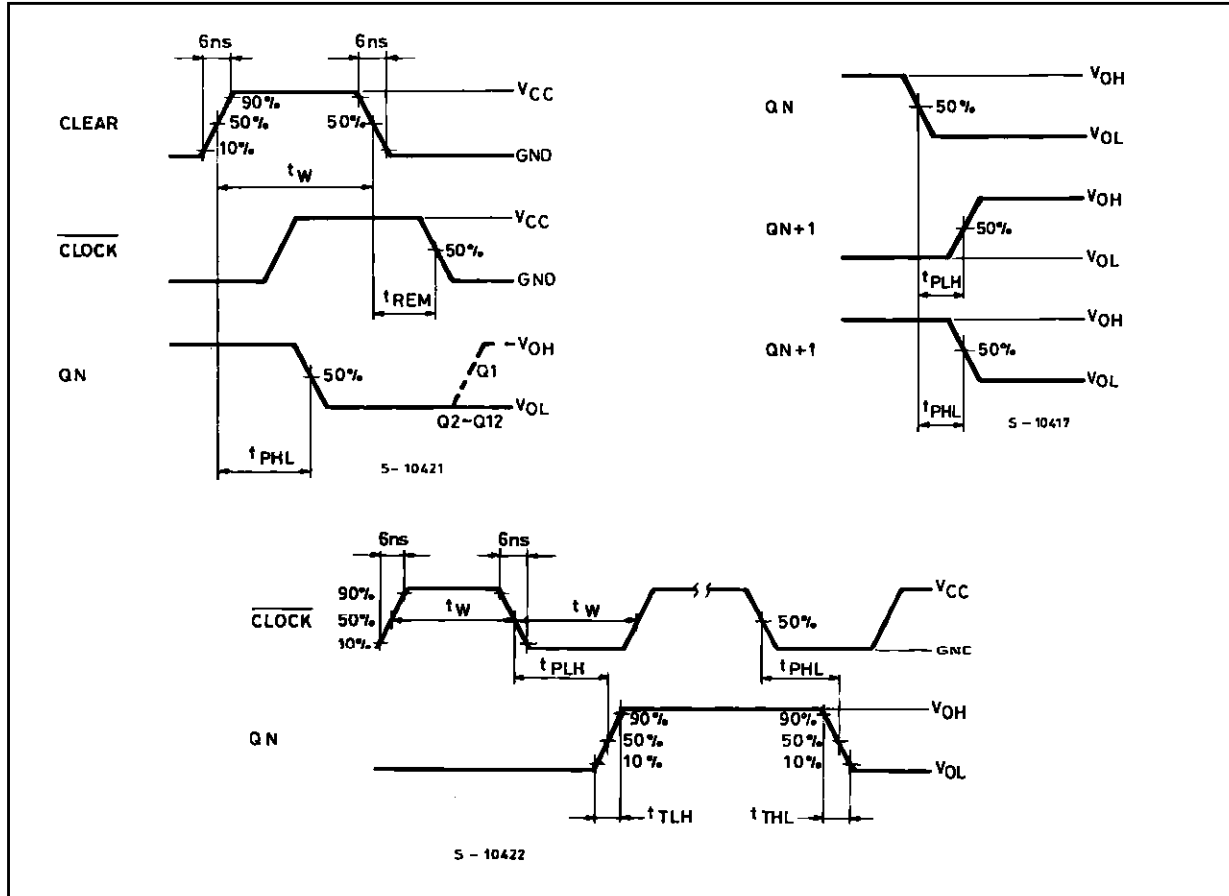 6ns 6ns
VCC
90%
CLEAR 50% 50%
10%
GND
tW
VCC
CLOCK
50%
GND
tREM
VOH
Q1
QN 50%
VOL
Q2~Q12
tPHL
S-10421
VOH
QN 50%
VOL
VOH
QN+1 50%
VOL
tPLH
VOH
QN+1 50%
VOL
tPHL
S-10417
6ns 6ns
90% VCC
tW tW
CLOCK 50% 50%
10% GNC
tPLH tPHL
VOH
90% 90%
QN 50% 50%
10% 10%
VOL
tTLH tTHL
S-10422